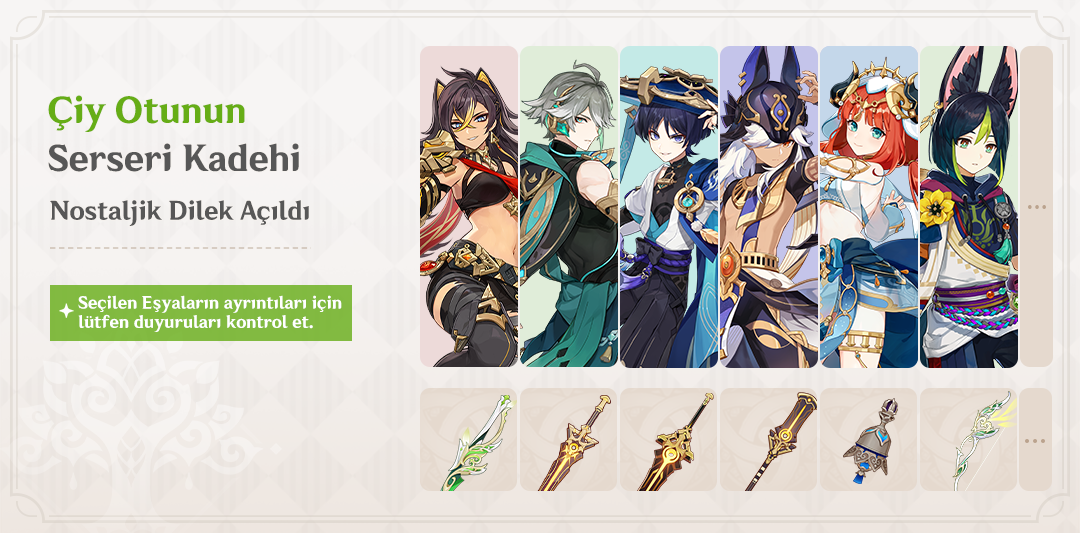 Çiy Otunun
Serseri Kadehi
Nostaljik Dilek Açıldı
Seçilen Eşyaların ayrıntıları için
lütfen duyuruları kontrol et.